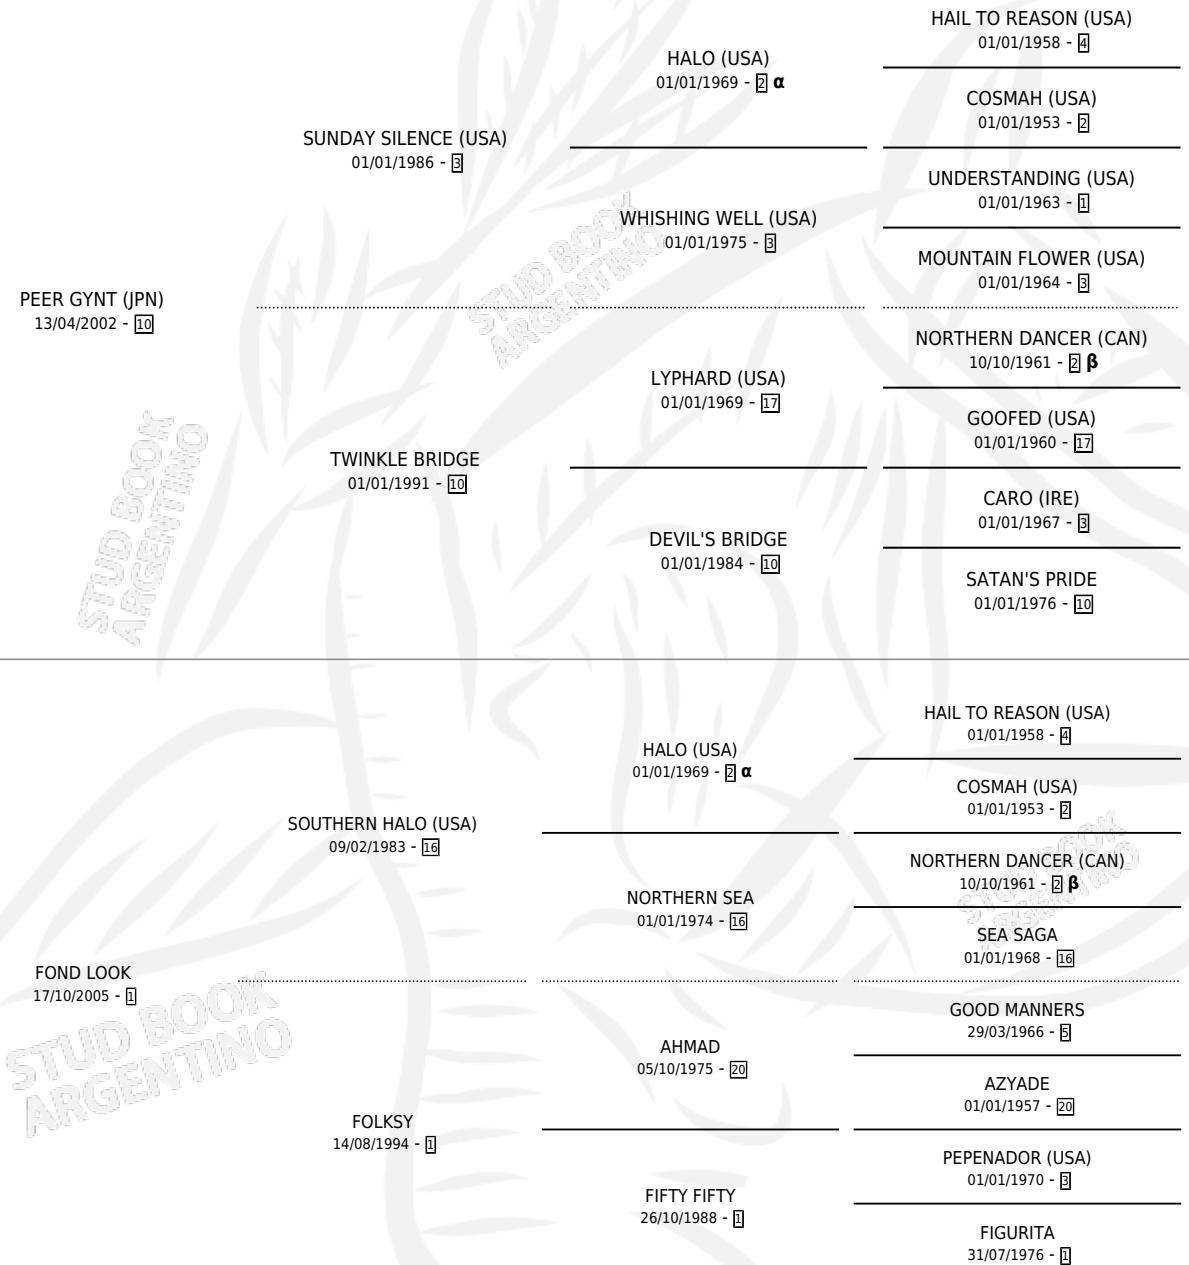 HAIL TO REASON (USA)
01/01/1958 - 4
HALO (USA)
01/01/1969 - 2 α
COSMAH (USA)
01/01/1953 - 2
SUNDAY SILENCE (USA)
01/01/1986 - 3
UNDERSTANDING (USA)
01/01/1963 - 1
WHISHING WELL (USA)
01/01/1975 - 3
MOUNTAIN FLOWER (USA)
01/01/1964 - 3
PEER GYNT (JPN)
13/04/2002 - 10
NORTHERN DANCER (CAN)
10/10/1961 - 2 β
LYPHARD (USA)
01/01/1969 - 17
GOOFED (USA)
01/01/1960 - 17
TWINKLE BRIDGE
01/01/1991 - 10
CARO (IRE)
01/01/1967 - 3
DEVIL'S BRIDGE
01/01/1984 - 10
SATAN'S PRIDE
01/01/1976 - 10
HAIL TO REASON (USA)
01/01/1958 - 4
HALO (USA)
01/01/1969 - 2 α
COSMAH (USA)
01/01/1953 - 2
SOUTHERN HALO (USA)
09/02/1983 - 16
NORTHERN DANCER (CAN)
10/10/1961 - 2 β
NORTHERN SEA
01/01/1974 - 16
SEA SAGA
01/01/1968 - 16
FOND LOOK
17/10/2005 - 1
GOOD MANNERS
29/03/1966 - 5
AHMAD
05/10/1975 - 20
AZYADE
01/01/1957 - 20
FOLKSY
14/08/1994 - 1
PEPENADOR (USA)
01/01/1970 - 3
FIFTY FIFTY
26/10/1988 - 1
FIGURITA
31/07/1976 - 1
STUD BOOK
ARGENTINO
STUD BOOK
ARGENTINO
STUD BOOK
ARGENTINO
STUD BOOK
ARGENTINO